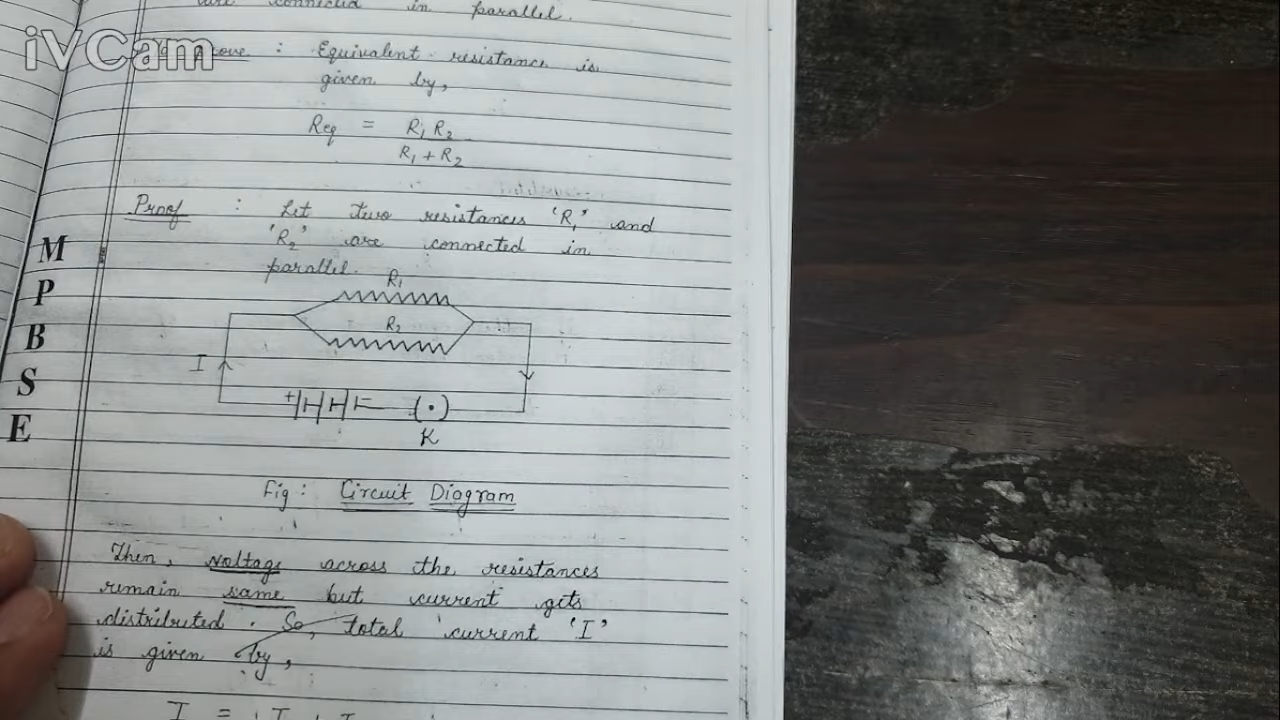 are connected in parallel.
iVCam
Prove : Equivalent resistance is
given by,
Req = R1 R2
R1 + R2
Proof : Let two resistances 'R1' and
'R2' are connected in
parallel.
R1
R2
I
+
K
Fig : Circuit Diagram
Then, voltage across the resistances
remain same but current gets
distributed. So, total current 'I'
is given by,
I =
M
P
B
S
E